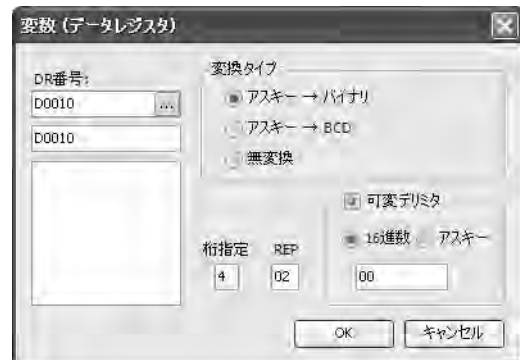 変数 (データレジスタ)
DR番号:
D0010
...
D0010
変換タイプ
アスキー → バイナリ
アスキー → BCD
無変換
可変デリミタ
16進数
アスキー
桁指定
REP
4
02
00
OK
キャンセル